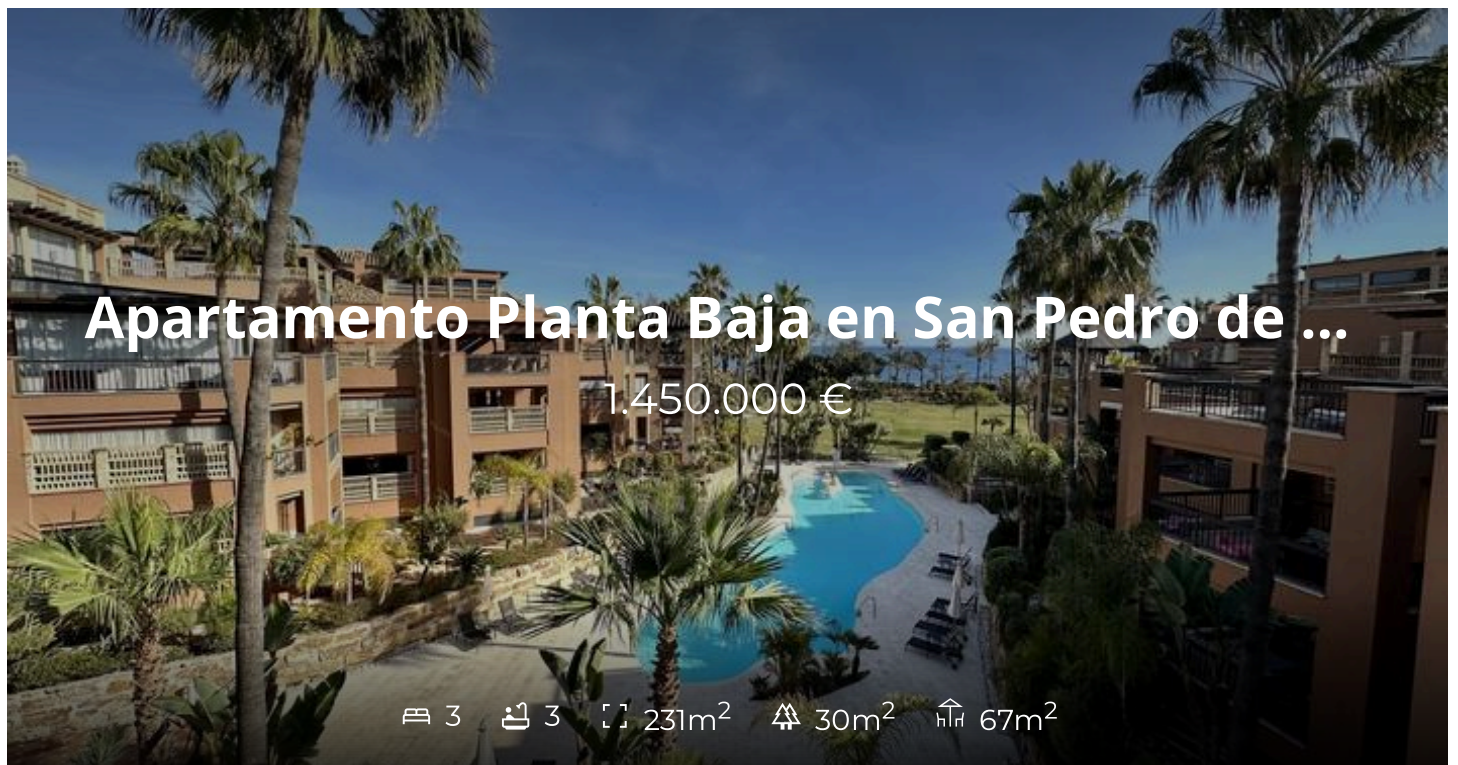 Apartamento Planta Baja en San Pedro de ...
1.450.000 €
3 3 231m² 30m² 67m²